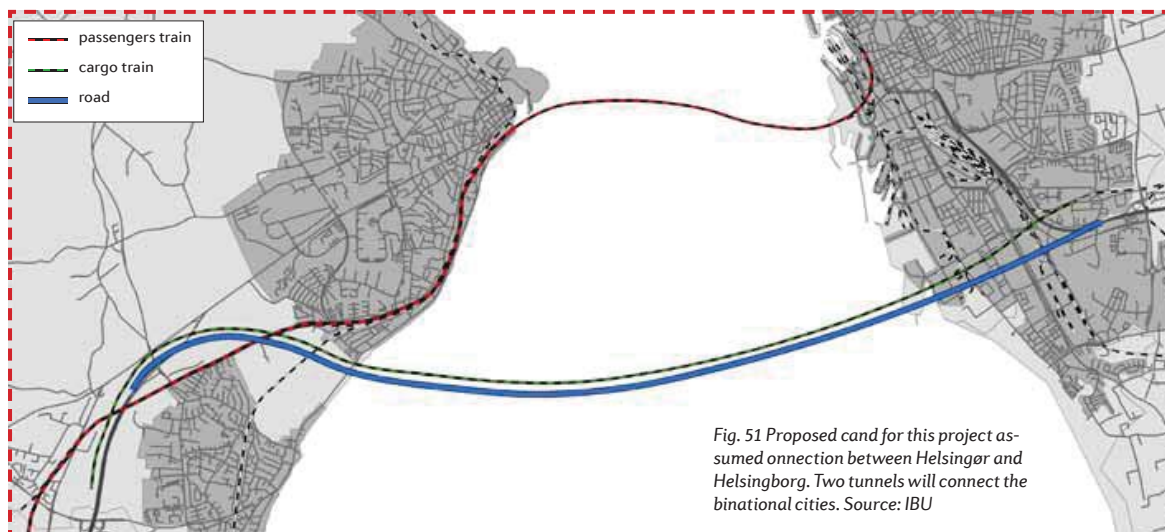 passengers train
cargo train
road
Fig. 51 Proposed cand for this project as-
sumed onnection between Helsingør and
Helsingborg. Two tunnels will connect the
binational cities. Source: IBU